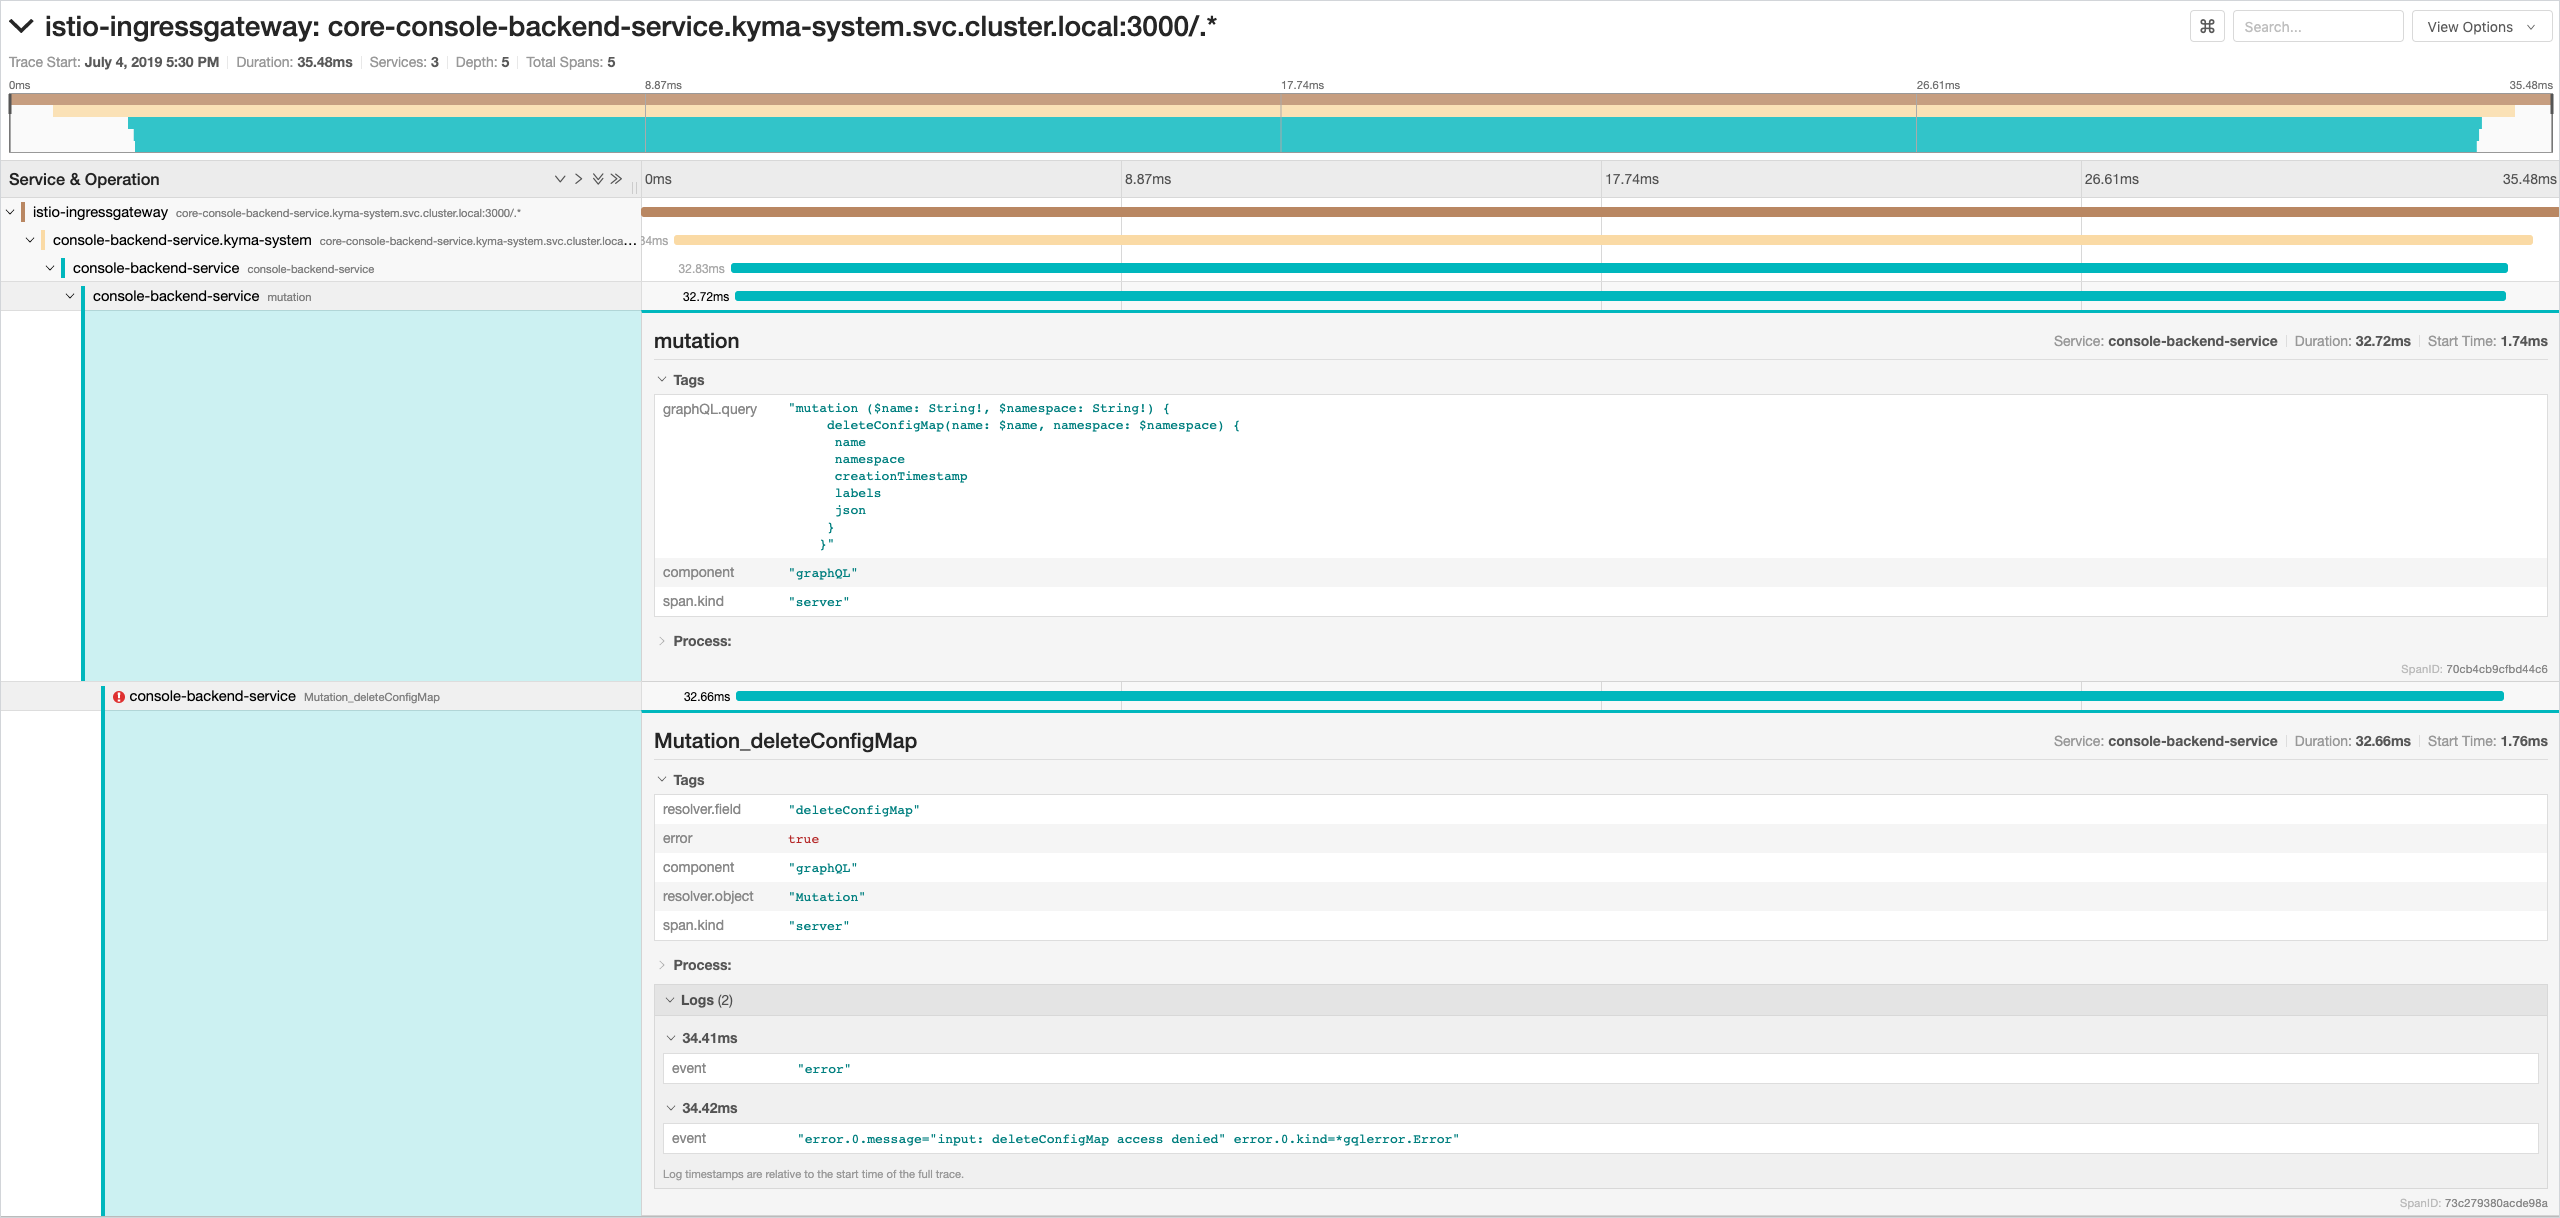 istio-ingressgateway: core-console-backend-service.kyma-system.svc.cluster.local:3000/.*
⌘ Search... View Options
Trace Start: July 4, 2019 5:30 PM Duration: 35.48ms Services: 3 Depth: 5 Total Spans: 5
0ms 8.87ms 17.74ms 26.61ms 35.48ms
Service & Operation 0ms 8.87ms 17.74ms 26.61ms 35.48ms
istio-ingressgateway core-console-backend-service.kyma-system.svc.cluster.local:3000/.*
console-backend-service.kyma-system core-console-backend-service.kyma-system.svc.cluster.loca... 34ms
console-backend-service console-backend-service 32.83ms
console-backend-service mutation 32.72ms
mutation Service: console-backend-service Duration: 32.72ms Start Time: 1.74ms
Tags
graphQL.query "mutation ($name: String!, $namespace: String!) {
deleteConfigMap(name: $name, namespace: $namespace) {
name
namespace
creationTimestamp
labels
json
}
}"
component "graphQL"
span.kind "server"
Process:
SpanID: 70cb4cb9cfbd44c6
console-backend-service Mutation_deleteConfigMap 32.66ms
Mutation_deleteConfigMap Service: console-backend-service Duration: 32.66ms Start Time: 1.76ms
Tags
resolver.field "deleteConfigMap"
error true
component "graphQL"
resolver.object "Mutation"
span.kind "server"
Process:
Logs (2)
34.41ms
event "error"
34.42ms
event "error.0.message="input: deleteConfigMap access denied" error.0.kind=*gqlerror.Error"
Log timestamps are relative to the start time of the full trace.
SpanID: 73c279380acde98a